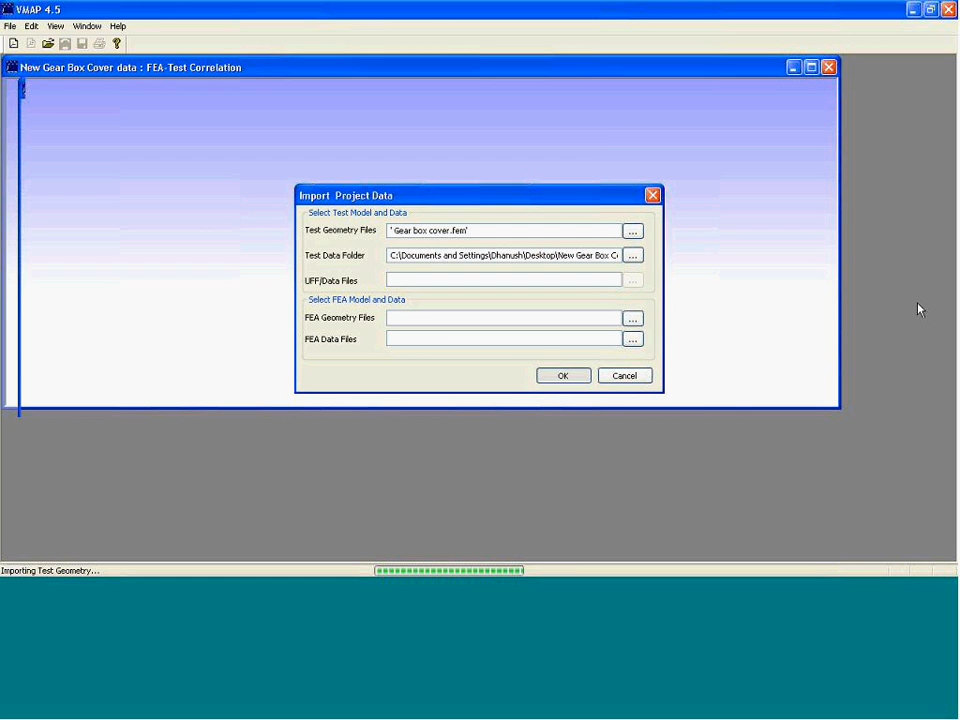 VMAP 4.5
File Edit View Window Help
New Gear Box Cover data : FEA-Test Correlation
Import Project Data
Select Test Model and Data
Test Geometry Files ' Gear box cover.fem' ...
Test Data Folder C:\Documents and Settings\Dhanush\Desktop\New Gear Box C ...
UFF/Data Files ...
Select FEA Model and Data
FEA Geometry Files ...
FEA Data Files ...
OK Cancel
Importing Test Geometry...